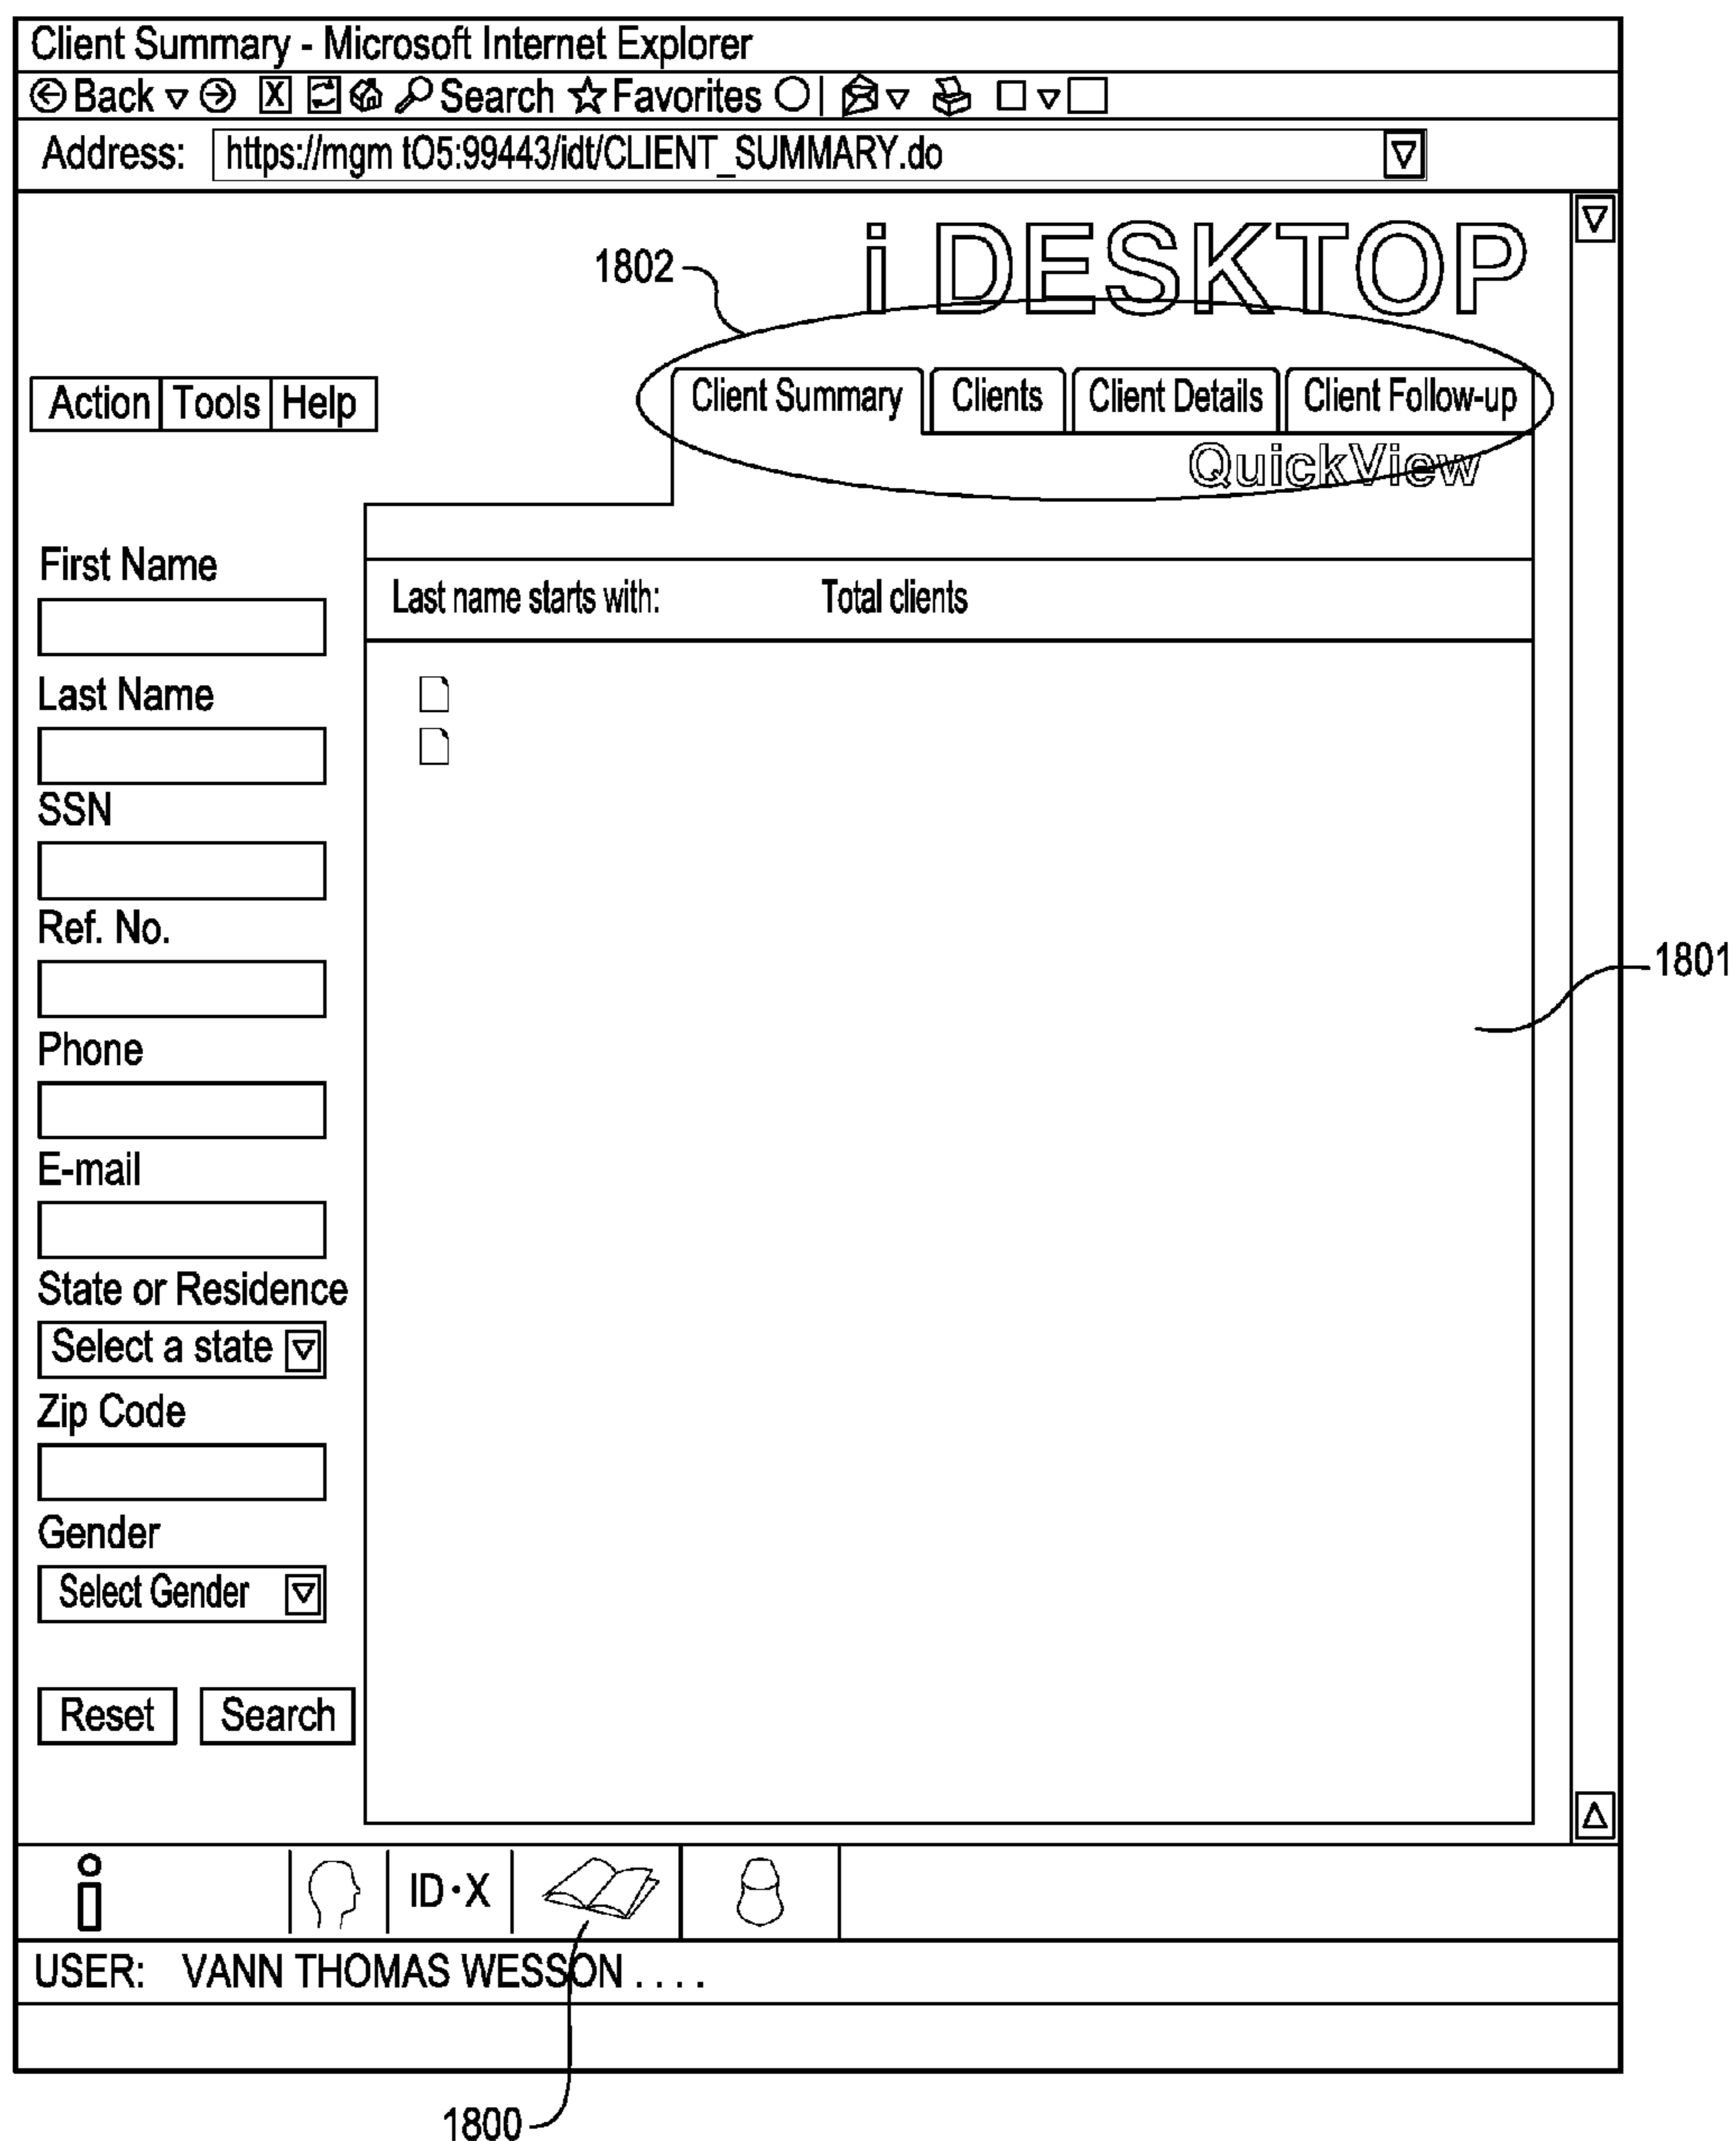 Client Summary - Microsoft Internet Explorer
Back X Search Favorites
Address: https://mgm tO5:99443/idt/CLIENT_SUMMARY.do
i DESKTOP
1802
Action Tools Help
Client Summary Clients Client Details Client Follow-up
QuickView
First Name
Last name starts with: Total clients
Last Name
SSN
Ref. No.
1801
Phone
E-mail
State or Residence
Select a state
Zip Code
Gender
Select Gender
Reset Search
i ID·X
USER: VANN THOMAS WESSON . . . .
1800